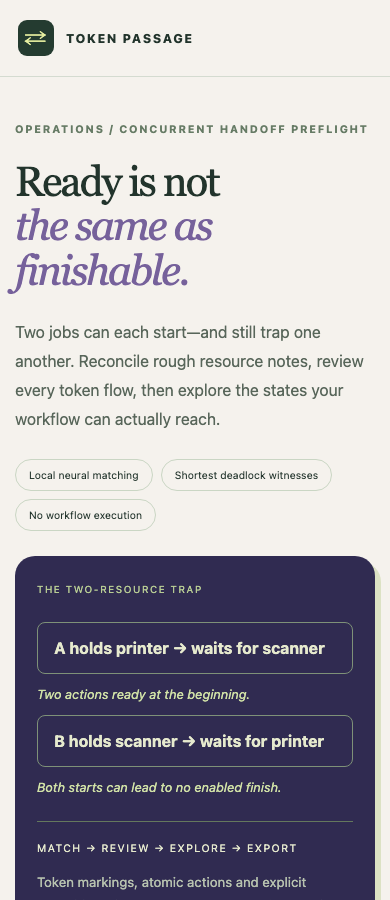 TOKEN PASSAGE
OPERATIONS / CONCURRENT HANDOFF PREFLIGHT
Ready is not
the same as
finishable.
Two jobs can each start—and still trap one
another. Reconcile rough resource notes, review
every token flow, then explore the states your
workflow can actually reach.
Local neural matching
Shortest deadlock witnesses
No workflow execution
THE TWO-RESOURCE TRAP
A holds printer → waits for scanner
Two actions ready at the beginning.
B holds scanner → waits for printer
Both starts can lead to no enabled finish.
MATCH → REVIEW → EXPLORE → EXPORT
Token markings, atomic actions and explicit